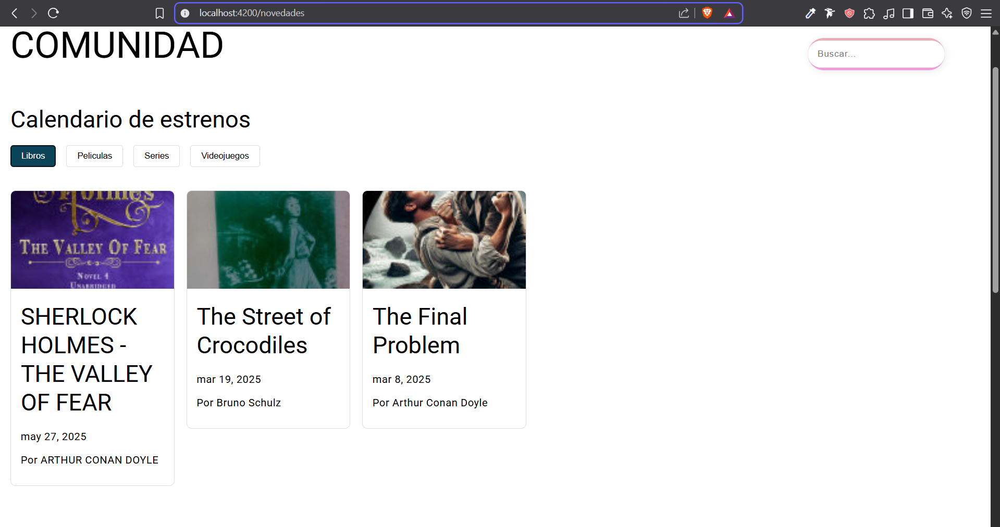 localhost:4200/novedades
COMUNIDAD
Buscar...
Calendario de estrenos
Libros
Peliculas
Series
Videojuegos
Holmes
THE VALLEY OF FEAR
NOVEL 4
UNABRIDGED
SHERLOCK
HOLMES -
THE VALLEY
OF FEAR
may 27, 2025
Por ARTHUR CONAN DOYLE
The Street of
Crocodiles
mar 19, 2025
Por Bruno Schulz
The Final
Problem
mar 8, 2025
Por Arthur Conan Doyle